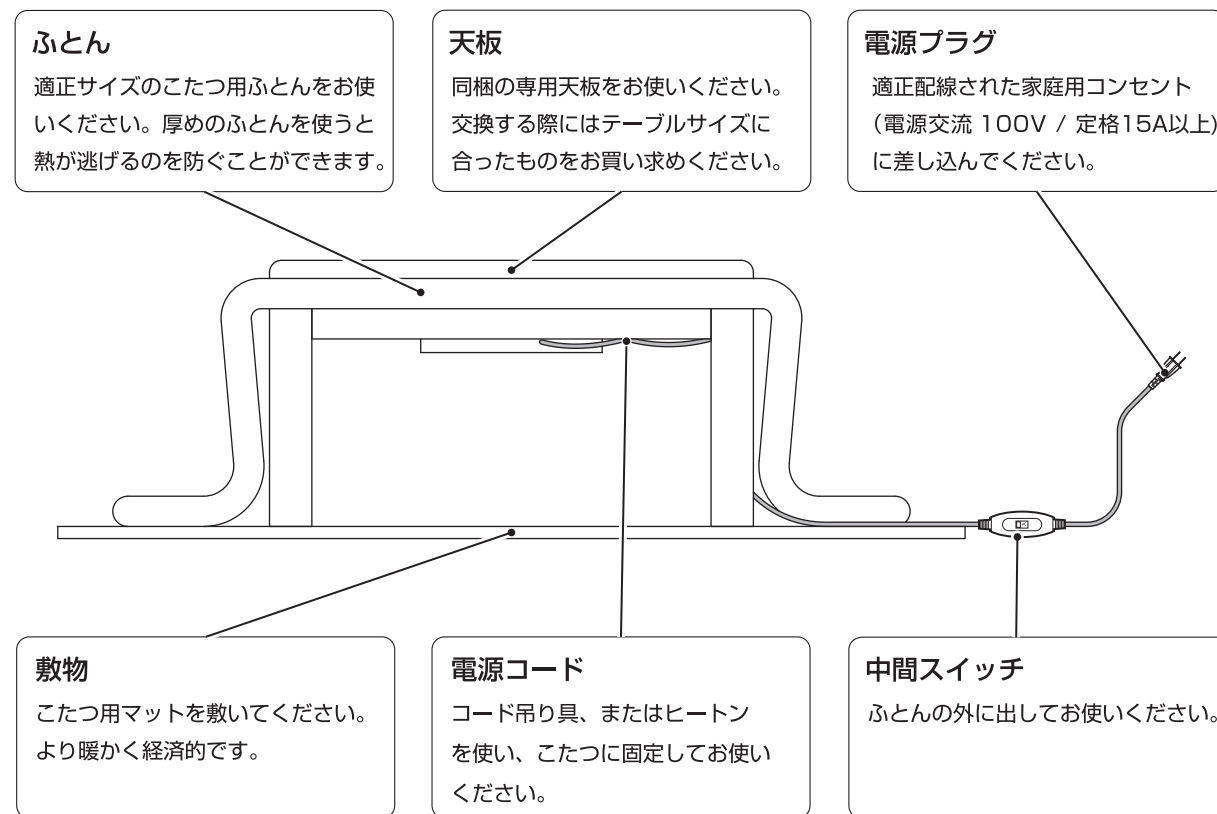 ふとん
適正サイズのこたつ用ふとんをお使
いください。厚めのふとんを使うと
熱が逃げるのを防ぐことができます。
天板
同梱の専用天板をお使いください。
交換する際にはテーブルサイズに
合ったものをお買い求めください。
電源プラグ
適正配線された家庭用コンセント
（電源交流 100V / 定格15A以上)
に差し込んでください。
敷物
こたつ用マットを敷いてください。
より暖かく経済的です。
電源コード
コード吊り具、またはヒートン
を使い、こたつに固定してお使い
ください。
中間スイッチ
ふとんの外に出してお使いください。